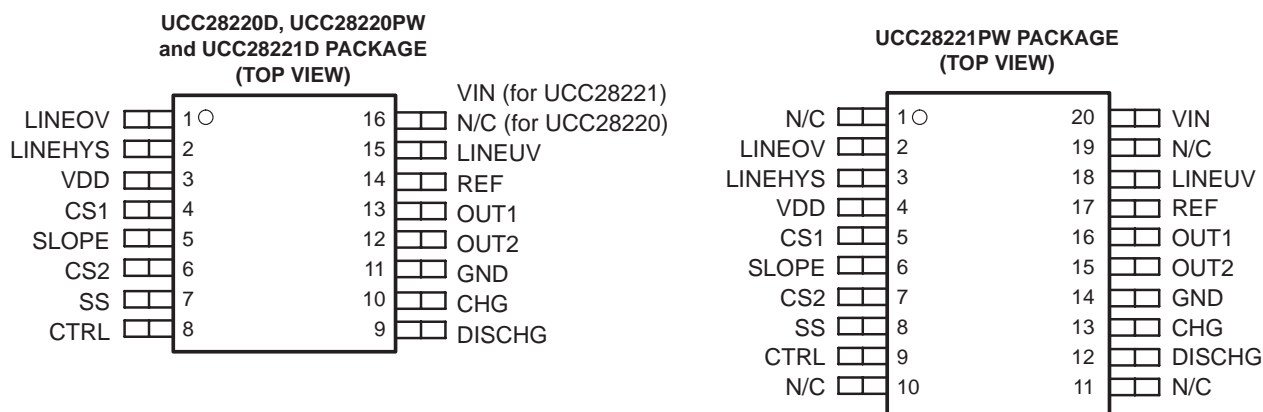 UCC28220D, UCC28220PW
and UCC28221D PACKAGE
(TOP VIEW)
VIN (for UCC28221)
LINEOV 1 16 N/C (for UCC28220)
LINEHYS 2 15 LINEUV
VDD 3 14 REF
CS1 4 13 OUT1
SLOPE 5 12 OUT2
CS2 6 11 GND
SS 7 10 CHG
CTRL 8 9 DISCHG
UCC28221PW PACKAGE
(TOP VIEW)
N/C 1 20 VIN
LINEOV 2 19 N/C
LINEHYS 3 18 LINEUV
VDD 4 17 REF
CS1 5 16 OUT1
SLOPE 6 15 OUT2
CS2 7 14 GND
SS 8 13 CHG
CTRL 9 12 DISCHG
N/C 10 11 N/C